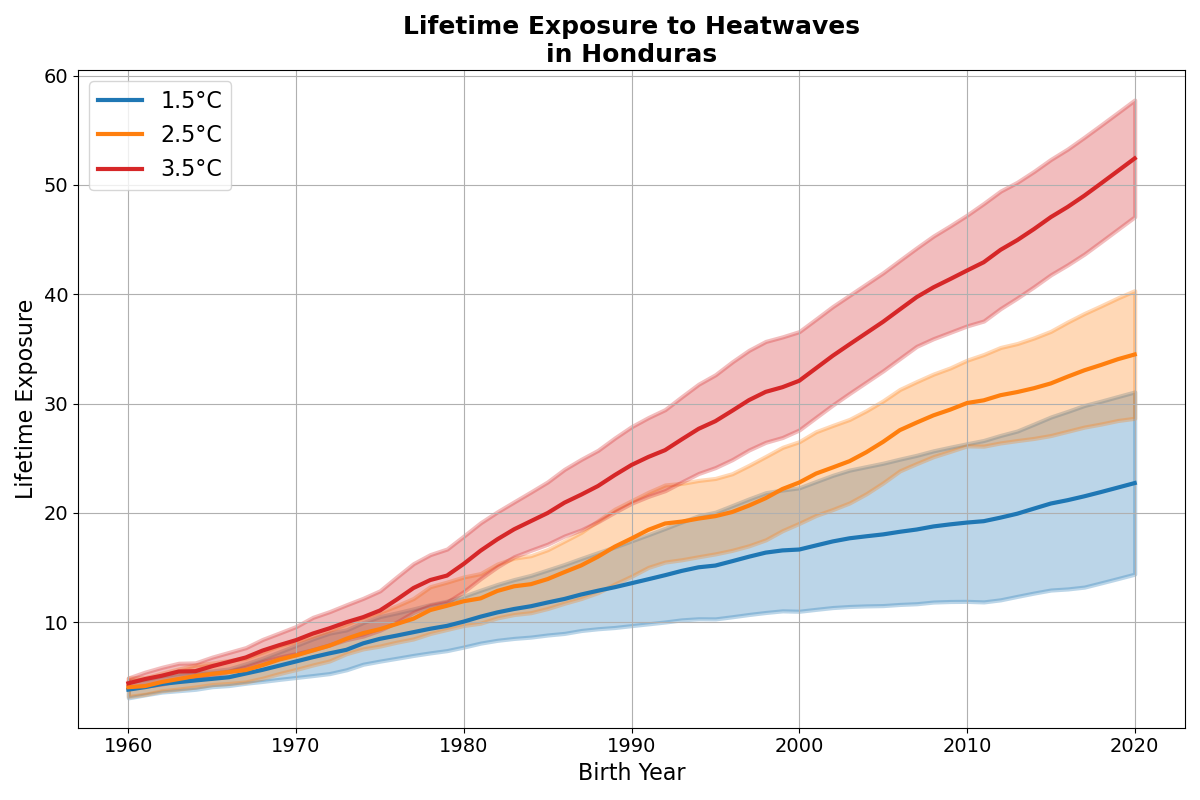 Lifetime Exposure to Heatwaves
in Honduras
1.5°C
2.5°C
3.5°C
Lifetime Exposure
60
50
40
30
20
10
1960
1970
1980
1990
2000
2010
2020
Birth Year